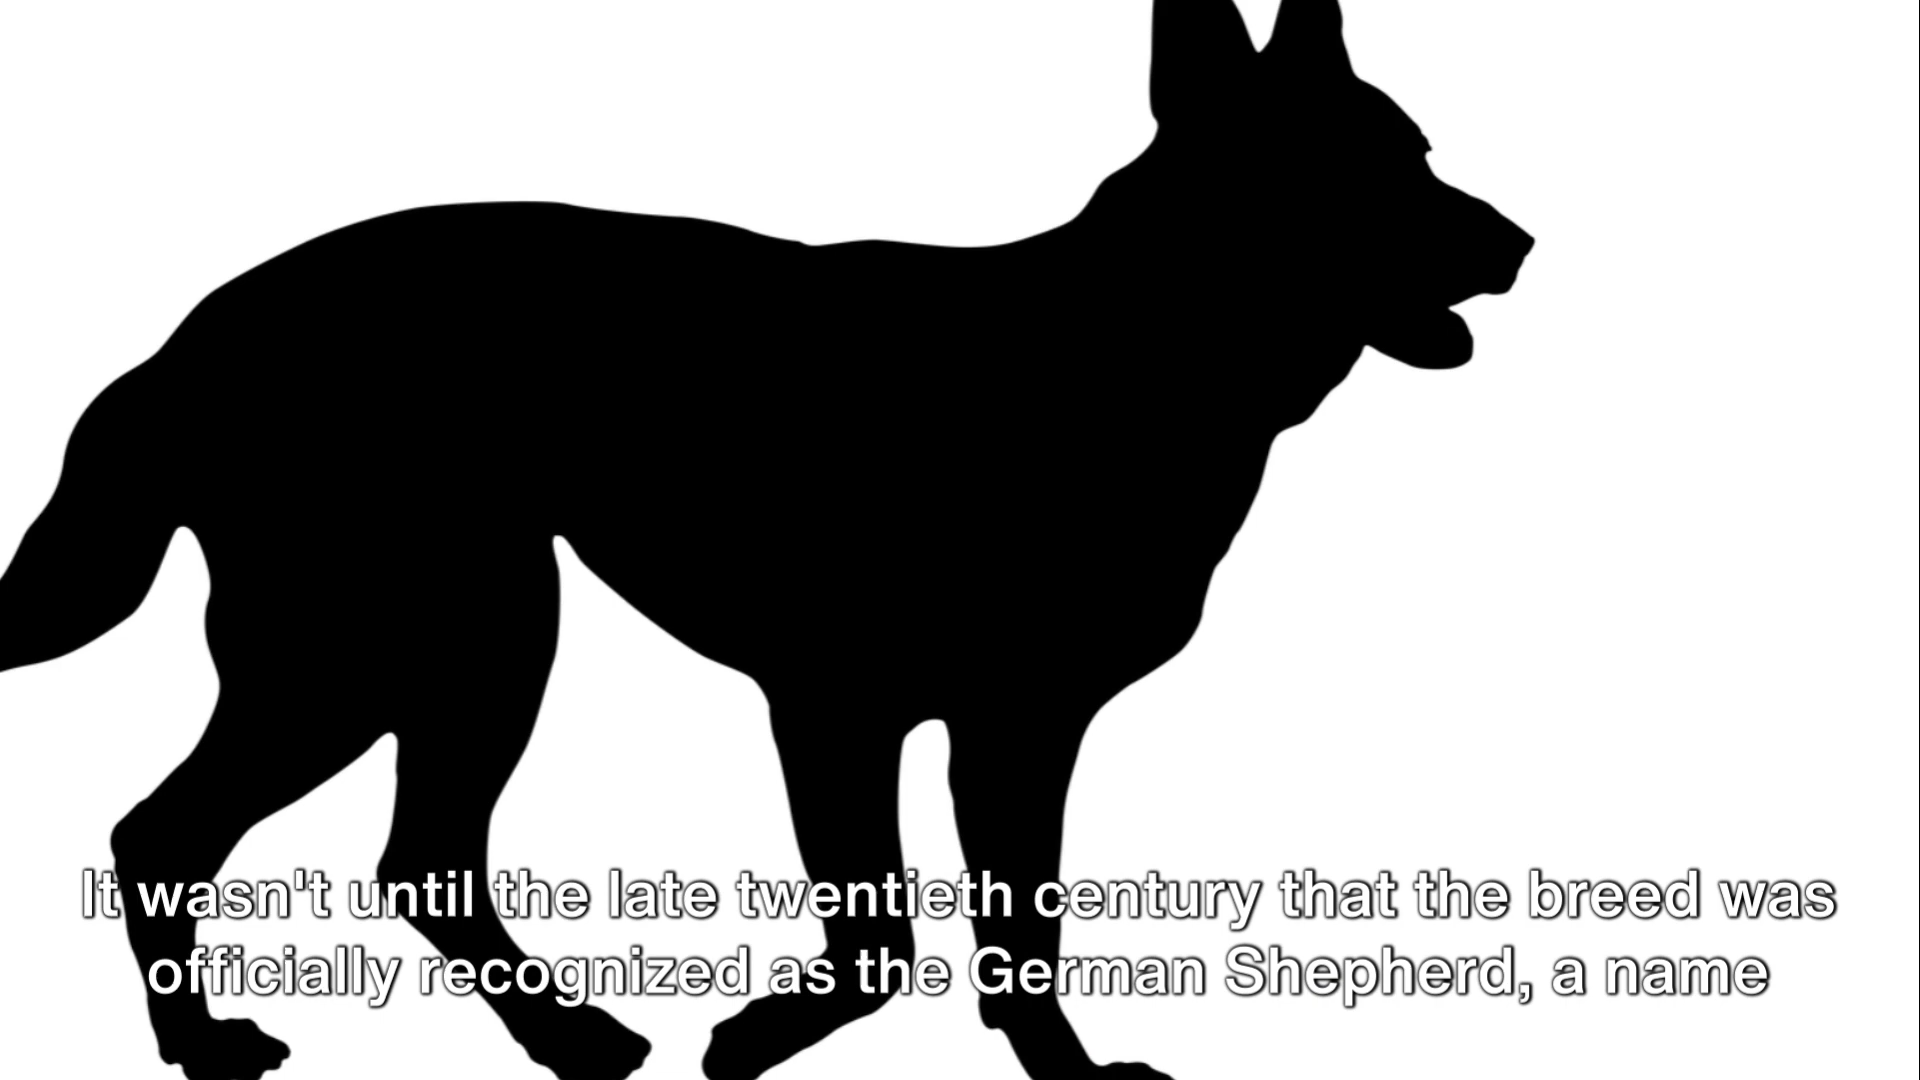 It wasn't until the late twentieth century that the breed was
officially recognized as the German Shepherd, a name